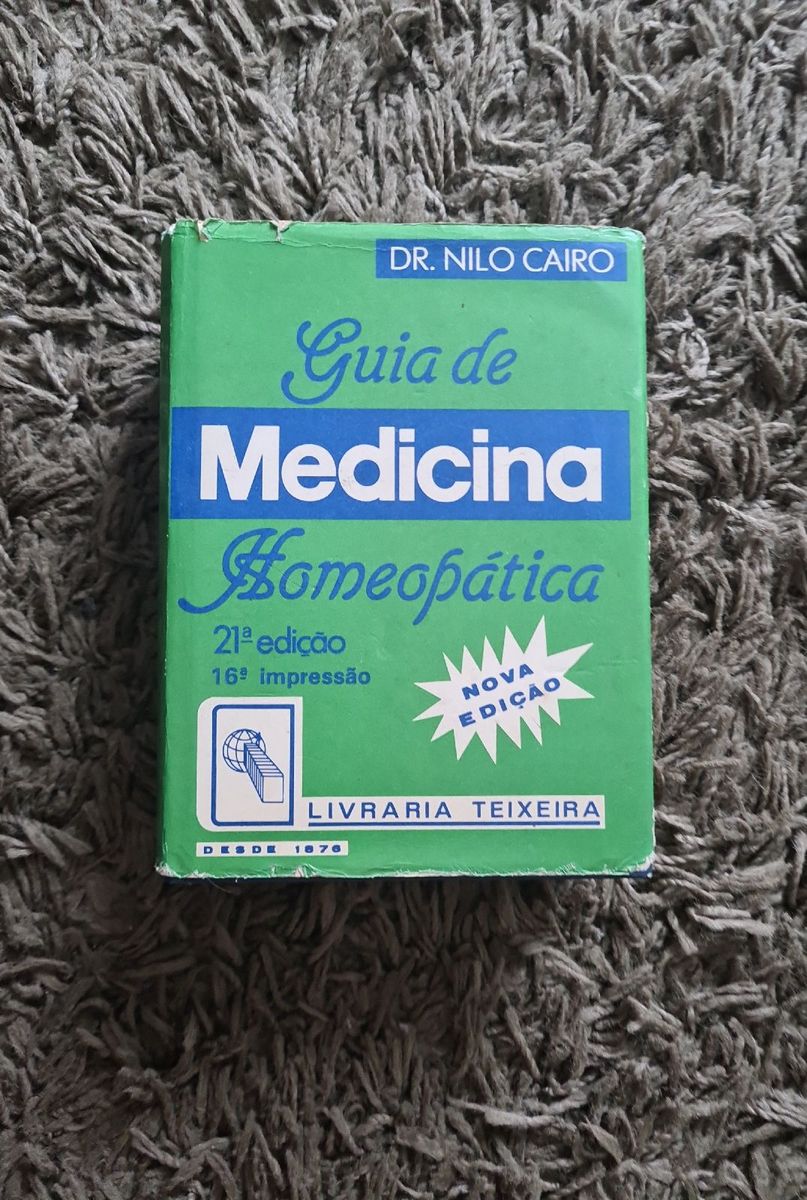 DR. NILO CAIRO
Guia de
Medicina
Homeopática
21ª edição
16ª impressão
NOVA
EDIÇÃO
LIVRARIA TEIXEIRA
DESDE 1876